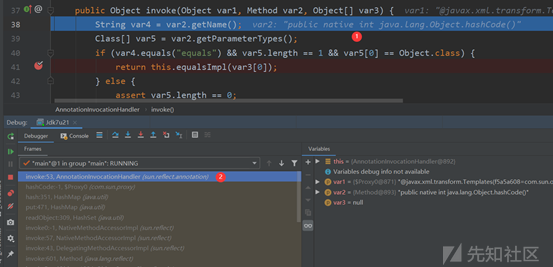 37 public Object invoke(Object var1, Method var2, Object[] var3) { var1: "@javax.xml.transform.Te
38 String var4 = var2.getName(); var2: "public native int java.lang.Object.hashCode()"
39 Class[] var5 = var2.getParameterTypes();
1
40 if (var4.equals("equals") && var5.length == 1 && var5[0] == Object.class) {
41 return this.equalsImpl(var3[0]);
42 } else {
43 assert var5.length == 0;
AnnotationInvocationHandler › invoke()
Debug: Jdk7u21 ×
Debugger Console
Frames
Variables
"main"@1 in group "main": RUNNING
invoke:53, AnnotationInvocationHandler (sun.reflect.annotation) 2
hashCode:-1, $Proxy0 (com.sun.proxy)
hash:351, HashMap (java.util)
put:471, HashMap (java.util)
readObject:309, HashSet (java.util)
invoke0:-1, NativeMethodAccessorImpl (sun.reflect)
invoke:57, NativeMethodAccessorImpl (sun.reflect)
invoke:43, DelegatingMethodAccessorImpl (sun.reflect)
invoke:601, Method (java.lang.reflect)
this = {AnnotationInvocationHandler@892}
Variables debug info not available
var1 = {$Proxy0@871} "@javax.xml.transform.Templates(f5a5a608=com.sun.o
var2 = {Method@893} "public native int java.lang.Object.hashCode()"
var3 = null
先知社区